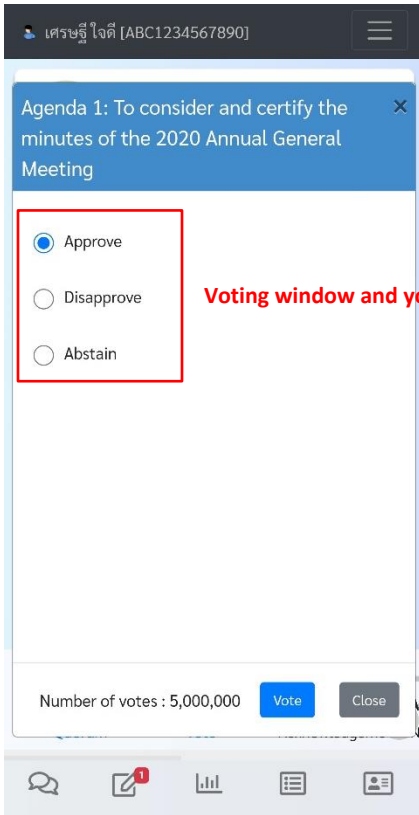 เศรษฐี ใจดี [ABC1234567890]
Agenda 1: To consider and certify the
minutes of the 2020 Annual General
Meeting
×
Approve
Disapprove
Voting window and
Abstain
Number of votes : 5,000,000
Vote
Close
1